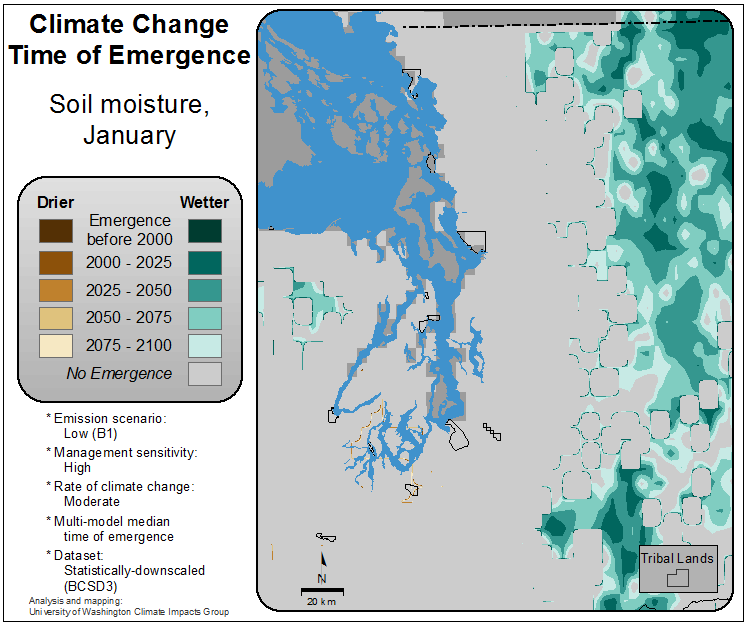 Climate Change
Time of Emergence
Soil moisture,
January
Drier
Wetter
Emergence
before 2000
2000 - 2025
2025 - 2050
2050 - 2075
2075 - 2100
No Emergence
* Emission scenario:
Low (B1)
* Management sensitivity:
High
* Rate of climate change:
Moderate
* Multi-model median
time of emergence
* Dataset:
Statistically-downscaled
(BCSD3)
Analysis and mapping:
University of Washington Climate Impacts Group
N
20 km
Tribal Lands